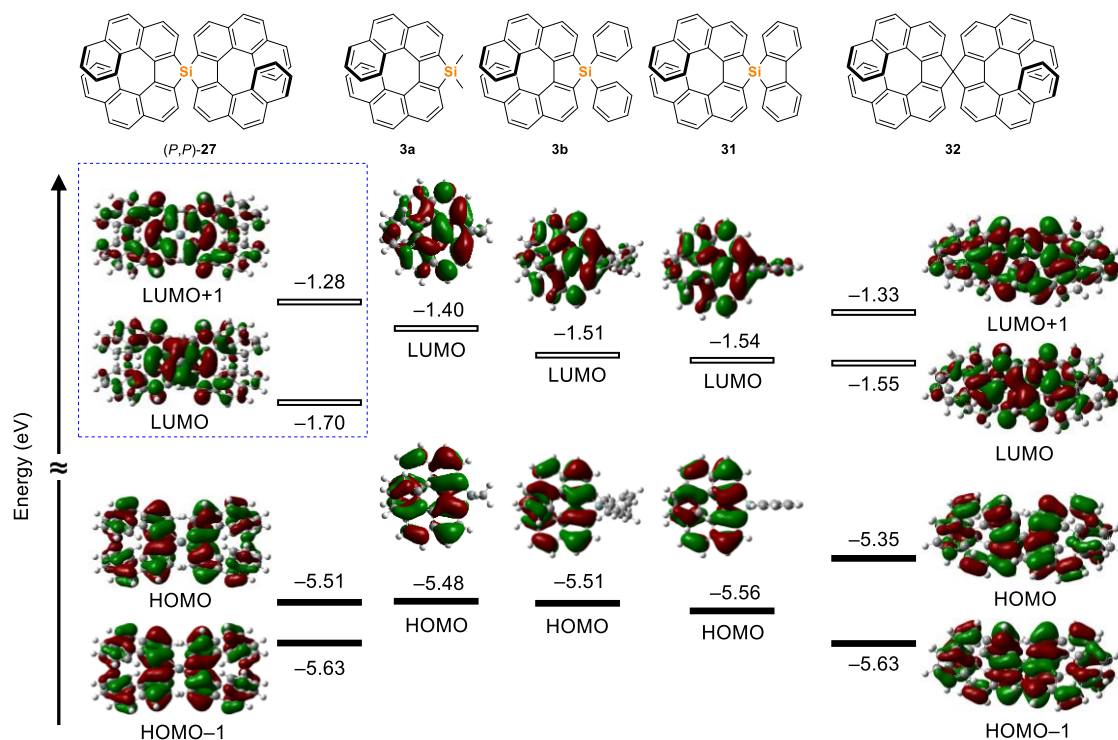 Si
Si
Si
Si
(P,P)-27
3a
3b
31
32
Energy (eV)
≈
LUMO+1
–1.28
LUMO
–1.70
HOMO
–5.51
HOMO–1
–5.63
–1.40
LUMO
–5.48
HOMO
–1.51
LUMO
–5.51
HOMO
–1.54
LUMO
–5.56
HOMO
–1.33
LUMO+1
–1.55
LUMO
–5.35
HOMO
–5.63
HOMO–1